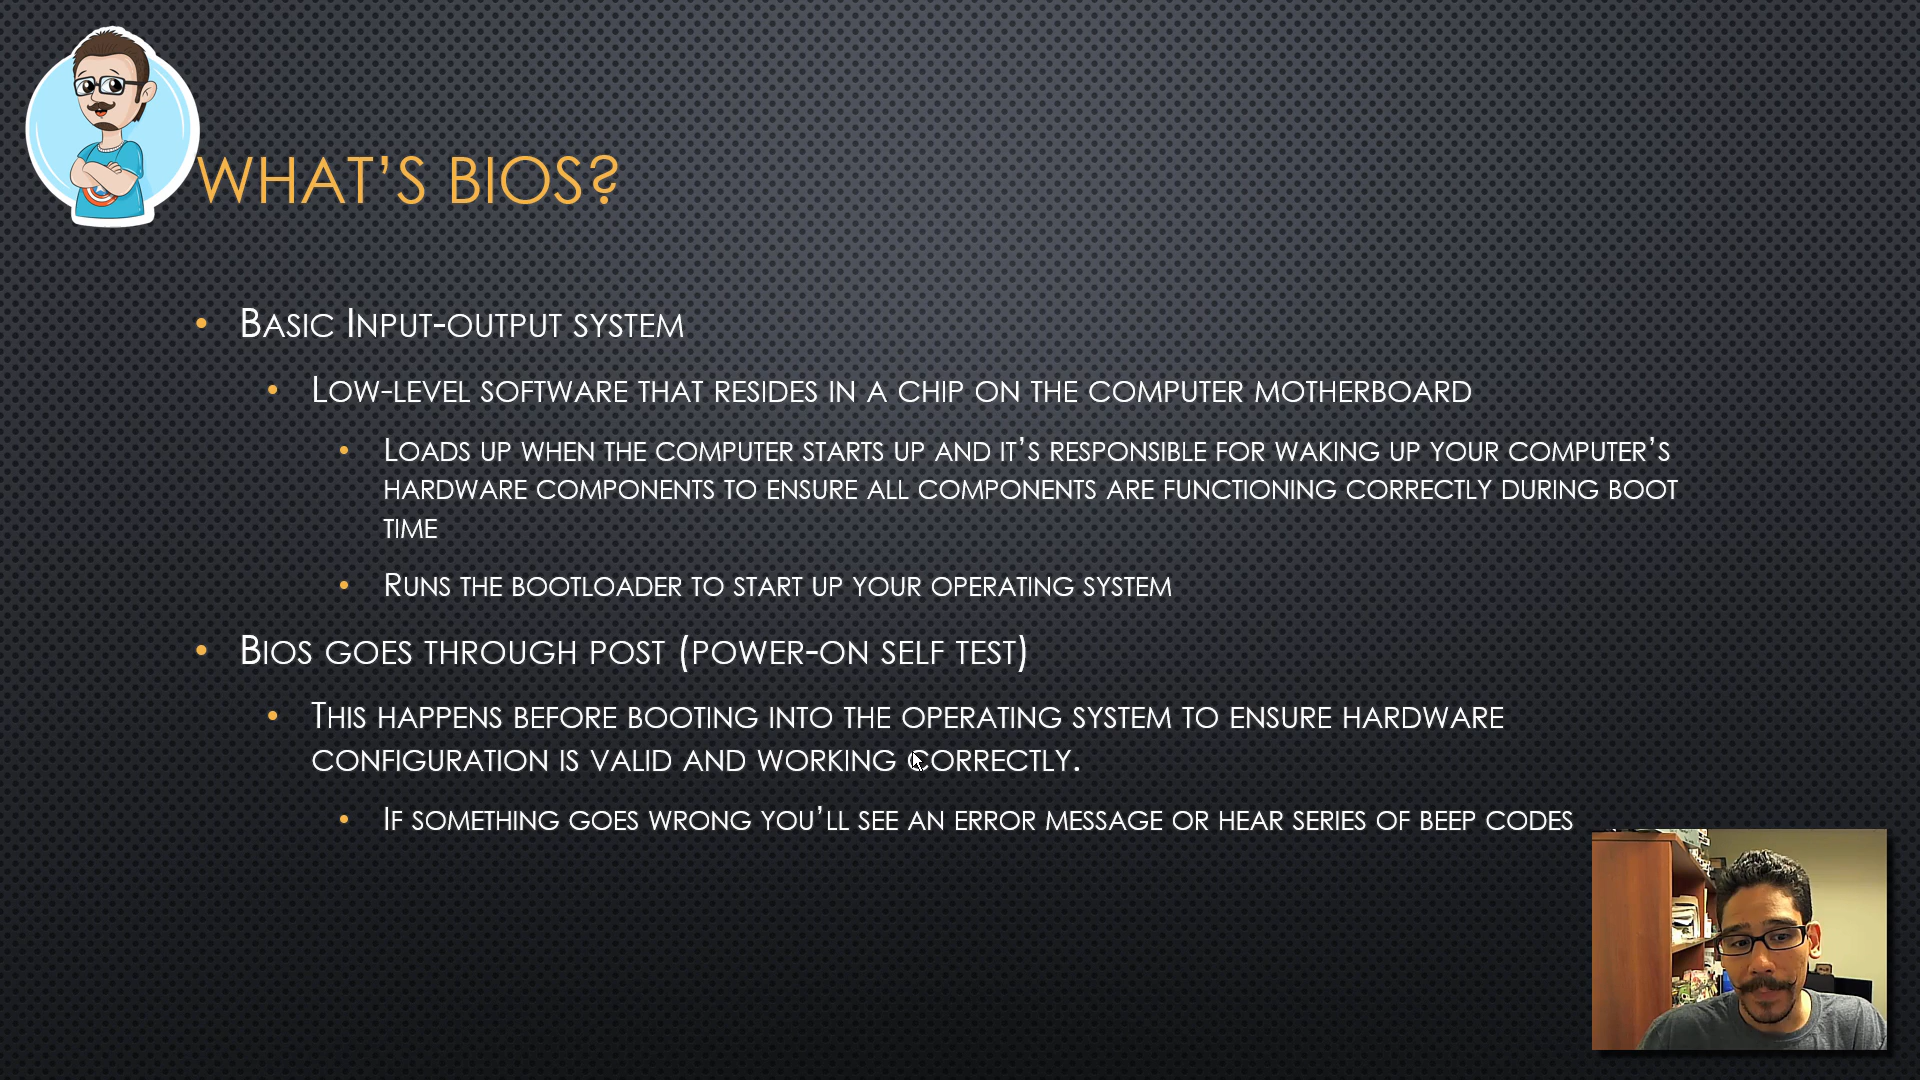 WHAT'S BIOS?
BASIC INPUT-OUTPUT SYSTEM
LOW-LEVEL SOFTWARE THAT RESIDES IN A CHIP ON THE COMPUTER MOTHERBOARD
LOADS UP WHEN THE COMPUTER STARTS UP AND IT'S RESPONSIBLE FOR WAKING UP YOUR COMPUTER'S
HARDWARE COMPONENTS TO ENSURE ALL COMPONENTS ARE FUNCTIONING CORRECTLY DURING BOOT
TIME
RUNS THE BOOTLOADER TO START UP YOUR OPERATING SYSTEM
BIOS GOES THROUGH POST (POWER-ON SELF TEST)
THIS HAPPENS BEFORE BOOTING INTO THE OPERATING SYSTEM TO ENSURE HARDWARE
CONFIGURATION IS VALID AND WORKING CORRECTLY.
IF SOMETHING GOES WRONG YOU'LL SEE AN ERROR MESSAGE OR HEAR SERIES OF BEEP CODES